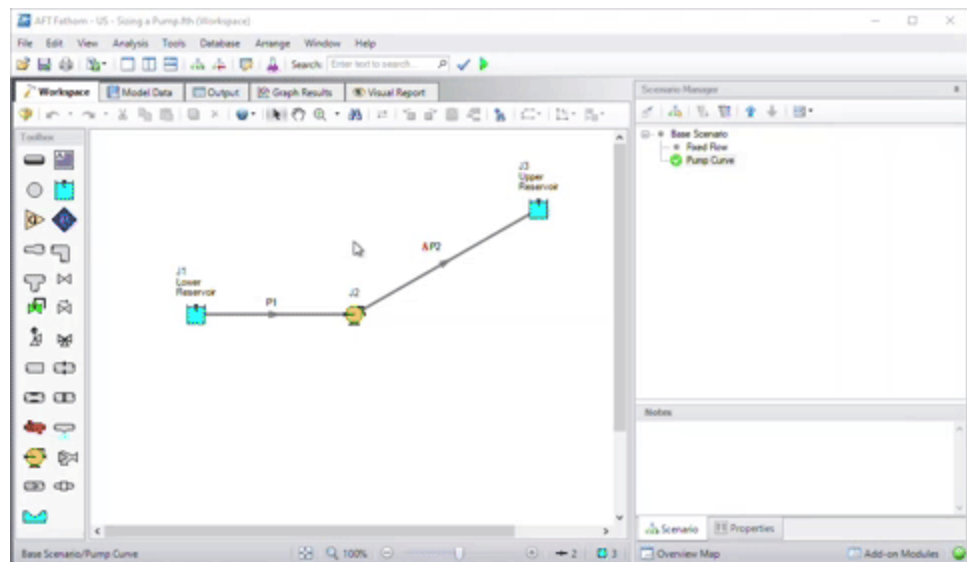 AFT Fathom - US - Sizing a Pump.fth (Workspace)
File Edit View Analysis Tools Database Arrange Window Help
Search: Enter text to search...
Workspace Model Data Output Graph Results Visual Report
Scenario Manager
Toolbox
Base Scenario
Fixed Flow
Pump Curve
J3
Upper
Reservoir
A P2
J1
Lower
Reservoir
P1
J2
Notes
Scenario Properties
Base Scenario/Pump Curve
100%
2
3
Overview Map
Add-on Modules